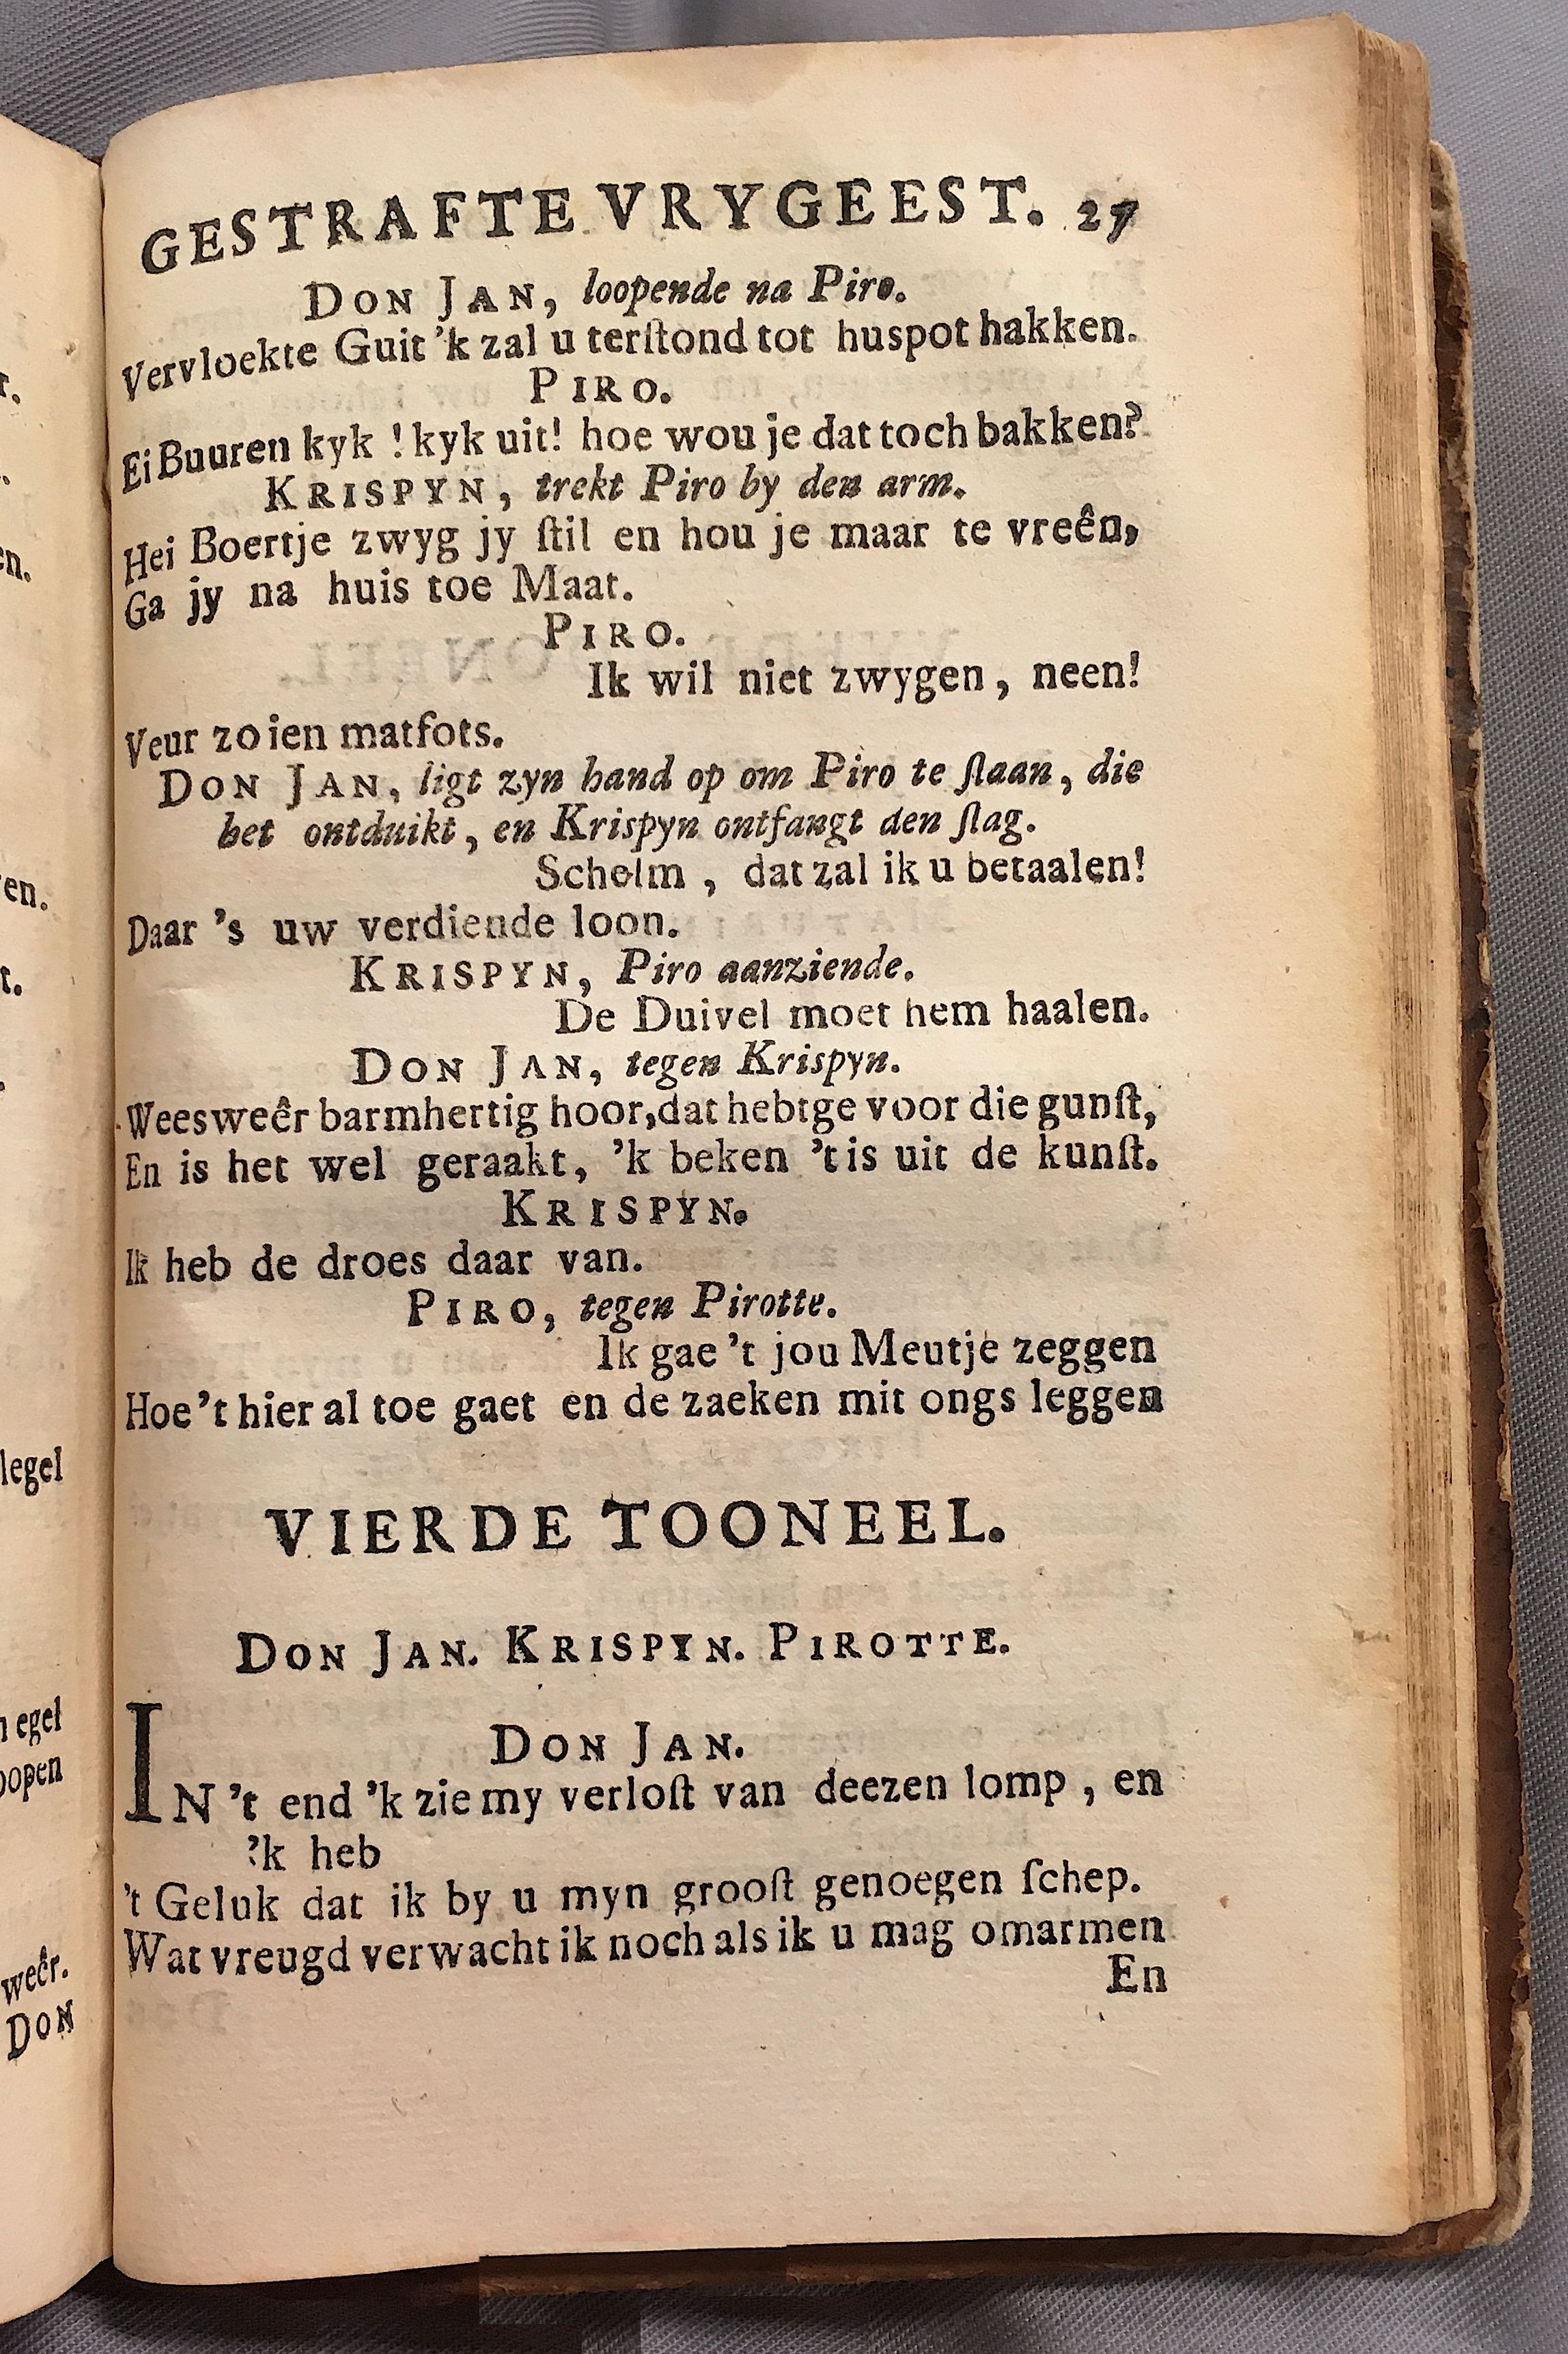 GESTRAFTE VRYGEEST. 27
DON JAN, loopende na Piro.
Vervloekte Guit 'k zal u terſtond tot huspot hakken.
PIRO.
Ei Buuren kyk ! kyk uit! hoe wou je dat toch bakken?
KRISPYN, trekt Piro by den arm.
Hei Boertje zwyg jy ſtil en hou je maar te vreên,
Ga jy na huis toe Maat.
PIRO.
Ik wil niet zwygen, neen!
Veur zo ien matfots.
DON JAN, ligt zyn hand op om Piro te ſlaan, die
het ontduikt, en Krispyn ontfangt den ſlag.
Schelm, dat zal ik u betaalen!
Daar 's uw verdiende loon.
KRISPYN, Piro aanziende.
De Duivel moet hem haalen.
DON JAN, tegen Krispyn.
Wees weêr barmhertig hoor, dat hebtge voor die gunſt,
En is het wel geraakt, 'k beken 't is uit de kunſt.
KRISPYN.
Ik heb de droes daar van.
PIRO, tegen Pirotte.
Ik gae 't jou Meutje zeggen
Hoe 't hier al toe gaet en de zaeken mit ongs leggen
VIERDE TOONEEL.
DON JAN. KRISPYN. PIROTTE.
DON JAN.
IN 't end 'k zie my verloſt van deezen lomp, en
'k heb
't Geluk dat ik by u myn grooſt genoegen ſchep.
Wat vreugd verwacht ik noch als ik u mag omarmen
En
legel
egel
weêr.
DON